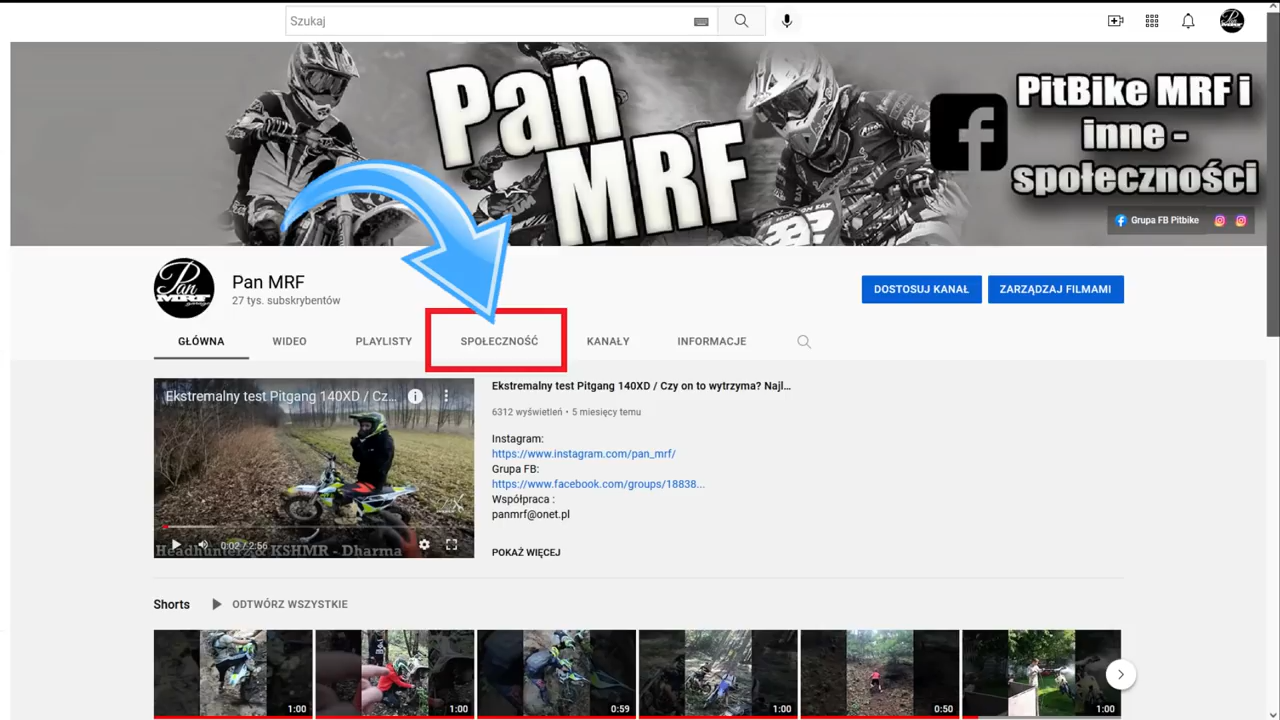 Szukaj
Pan
MRF
PitBike MRF i
inne -
społeczności
Grupa FB Pitbike
Pan
MRF
garage
Pan MRF
27 tys. subskrybentów
DOSTOSUJ KANAŁ
ZARZĄDZAJ FILMAMI
GŁÓWNA
WIDEO
PLAYLISTY
SPOŁECZNOŚĆ
KANAŁY
INFORMACJE
Ekstremalny test Pitgang 140XD / Cz...
0:02 / 2:56
Headhunterz & KSHMR - Dharma
Ekstremalny test Pitgang 140XD / Czy on to wytrzyma? Najl...
6312 wyświetleń • 5 miesięcy temu
Instagram:
https://www.instagram.com/pan_mrf/
Grupa FB:
https://www.facebook.com/groups/18838...
Współpraca :
panmrf@onet.pl
POKAŻ WIĘCEJ
Shorts
ODTWÓRZ WSZYSTKIE
1:00
1:00
0:59
1:00
0:50
1:00